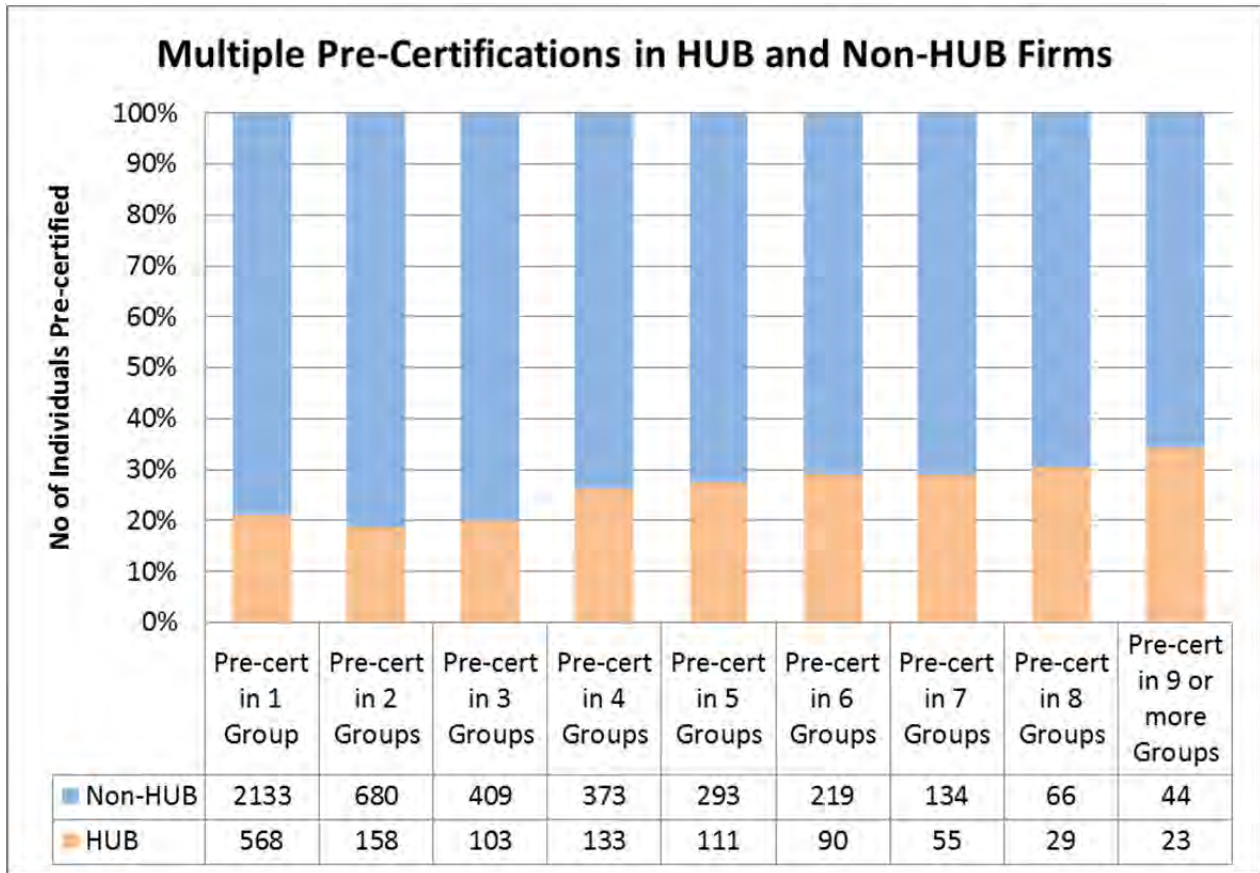 Multiple Pre-Certifications in HUB and Non-HUB Firms
No of Individuals Pre-certified
100%
90%
80%
70%
60%
50%
40%
30%
20%
10%
0%
Pre-cert in 1 Group
Pre-cert in 2 Groups
Pre-cert in 3 Groups
Pre-cert in 4 Groups
Pre-cert in 5 Groups
Pre-cert in 6 Groups
Pre-cert in 7 Groups
Pre-cert in 8 Groups
Pre-cert in 9 or more Groups
Non-HUB 2133 680 409 373 293 219 134 66 44
HUB 568 158 103 133 111 90 55 29 23